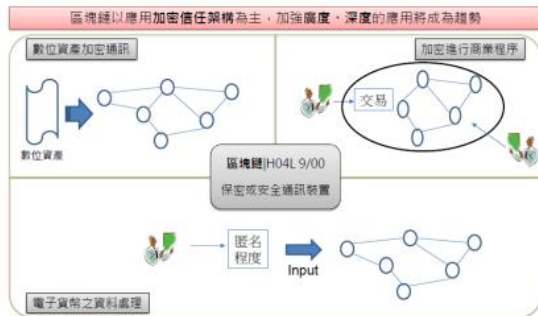 區塊鏈以應用加密信任架構為主，加強廣度、深度的應用將成為趨勢
數位資產加密通訊
加密進行商業程序
交易
數位資產
區塊鏈|H04L 9/00
保密或安全通訊裝置
匿名
程度
Input
電子貨幣之資料處理